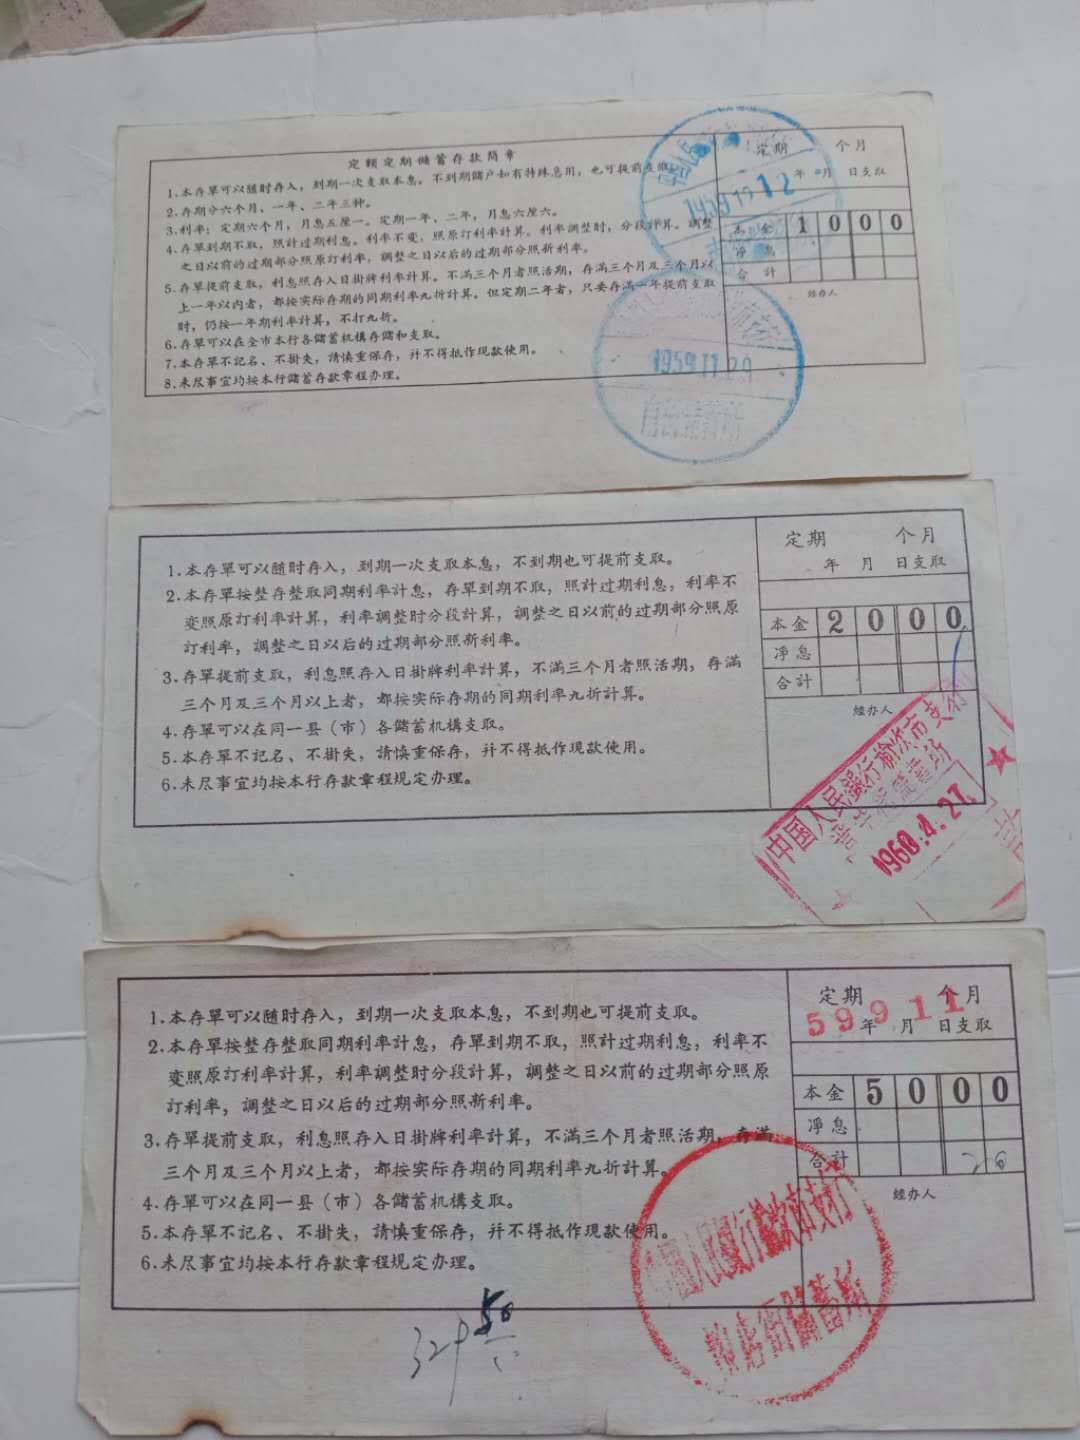 定額定期儲蓄存款簡章
1.本存單可以随时存入，到期一次支取本息。不到期儲户如有特殊急用，也可提前支取。
2.存期分六个月、一年、二年三种。
3.利率：定期六个月，月息五厘一。定期一年、二年，月息六厘六。
4.存單到期不取，照計过期利息。利率不变，照原訂利率計算。利率調整时，分段計算。調整
之日以前的过期部分照原訂利率，調整之日以后的过期部分照新利率。
5.存單提前支取，利息照存入日掛牌利率計算。不滿三个月者照活期，存滿三个月及三个月以
上一年以内者，都按实际存期的同期利率九折計算。但定期二年者，只要存滿一年提前支取
时，仍按一年期利率計算，不打九折。
6.存單可以在全市本行各儲蓄机構存儲和支取。
7.本存單不記名、不掛失，請慎重保存，并不得抵作現款使用。
8.未尽事宜均按本行儲蓄存款章程办理。
定期 个月
年 月 日支取
本金 1 0 0 0
净息
合計
經办人
1959.11.29
1.本存單可以随时存入，到期一次支取本息，不到期也可提前支取。
2.本存單按整存整取同期利率計息，存單到期不取，照計过期利息，利率不
变照原訂利率計算，利率調整时分段計算，調整之日以前的过期部分照原
訂利率，調整之日以后的过期部分照新利率。
3.存單提前支取，利息照存入日掛牌利率計算，不滿三个月者照活期，存滿
三个月及三个月以上者，都按实际存期的同期利率九折計算。
4.存單可以在同一县（市）各儲蓄机構支取。
5.本存單不記名、不掛失，請慎重保存，并不得抵作現款使用。
6.未尽事宜均按本行存款章程規定办理。
定期 个月
年 月 日支取
本金 2 0 0 0
净息
合計
經办人
中国人民銀行榆次市支行
1960.4.27
1.本存單可以随时存入，到期一次支取本息，不到期也可提前支取。
2.本存單按整存整取同期利率計息，存單到期不取，照計过期利息，利率不
变照原訂利率計算，利率調整时分段計算，調整之日以前的过期部分照原
訂利率，調整之日以后的过期部分照新利率。
3.存單提前支取，利息照存入日掛牌利率計算，不滿三个月者照活期，存滿
三个月及三个月以上者，都按实际存期的同期利率九折計算。
4.存單可以在同一县（市）各儲蓄机構支取。
5.本存單不記名、不掛失，請慎重保存，并不得抵作現款使用。
6.未尽事宜均按本行存款章程規定办理。
定期 个月
59 9 11
年 月 日支取
本金 5 0 0 0
净息
合計
經办人